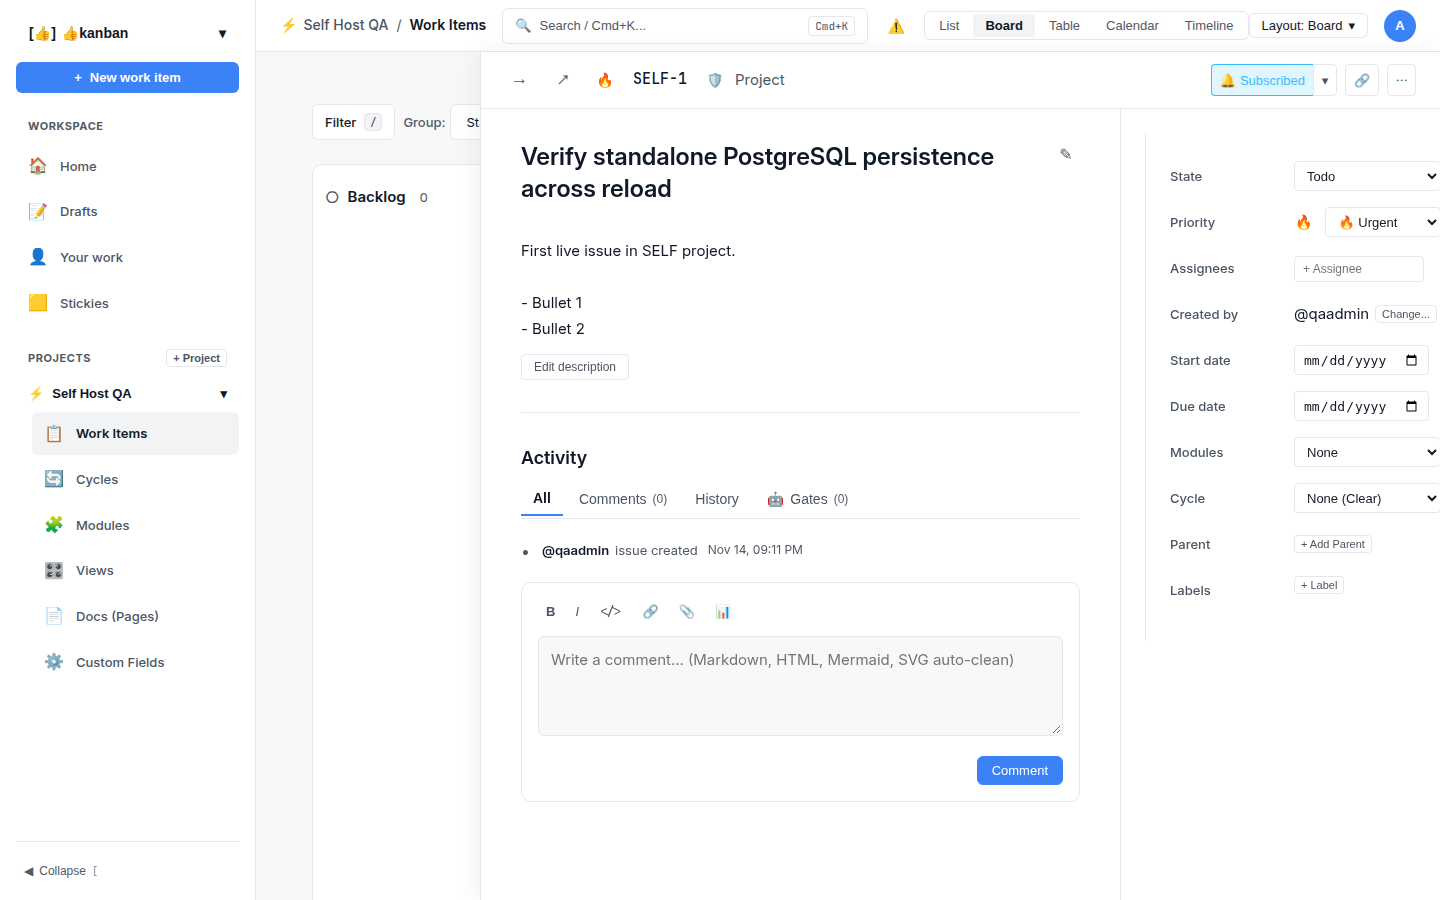 [👍] 👍kanban ▾
+ New work item
WORKSPACE
🏠 Home
📝 Drafts
👤 Your work
🟨 Stickies
PROJECTS + Project
⚡ Self Host QA ▾
📋 Work Items
🔄 Cycles
🧩 Modules
🎛️ Views
📄 Docs (Pages)
⚙️ Custom Fields
◀ Collapse [
⚡ Self Host QA / Work Items
🔍 Search / Cmd+K... Cmd+K
⚠️
List Board Table Calendar Timeline
Layout: Board ▾
A
Filter /
Group: St
Backlog 0
→ ↗ 🔥 SELF-1 🛡️ Project
🔔 Subscribed ▾ 🔗 ···
Verify standalone PostgreSQL persistence
across reload
✎
First live issue in SELF project.
- Bullet 1
- Bullet 2
Edit description
Activity
All Comments (0) History 🤖 Gates (0)
• @qaadmin issue created Nov 14, 09:11 PM
B I </> 🔗 📎 📊
Write a comment... (Markdown, HTML, Mermaid, SVG auto-clean)
Comment
State Todo
Priority 🔥 🔥 Urgent
Assignees + Assignee
Created by @qaadmin Change...
Start date mm/dd/yyyy
Due date mm/dd/yyyy
Modules None
Cycle None (Clear)
Parent + Add Parent
Labels + Label